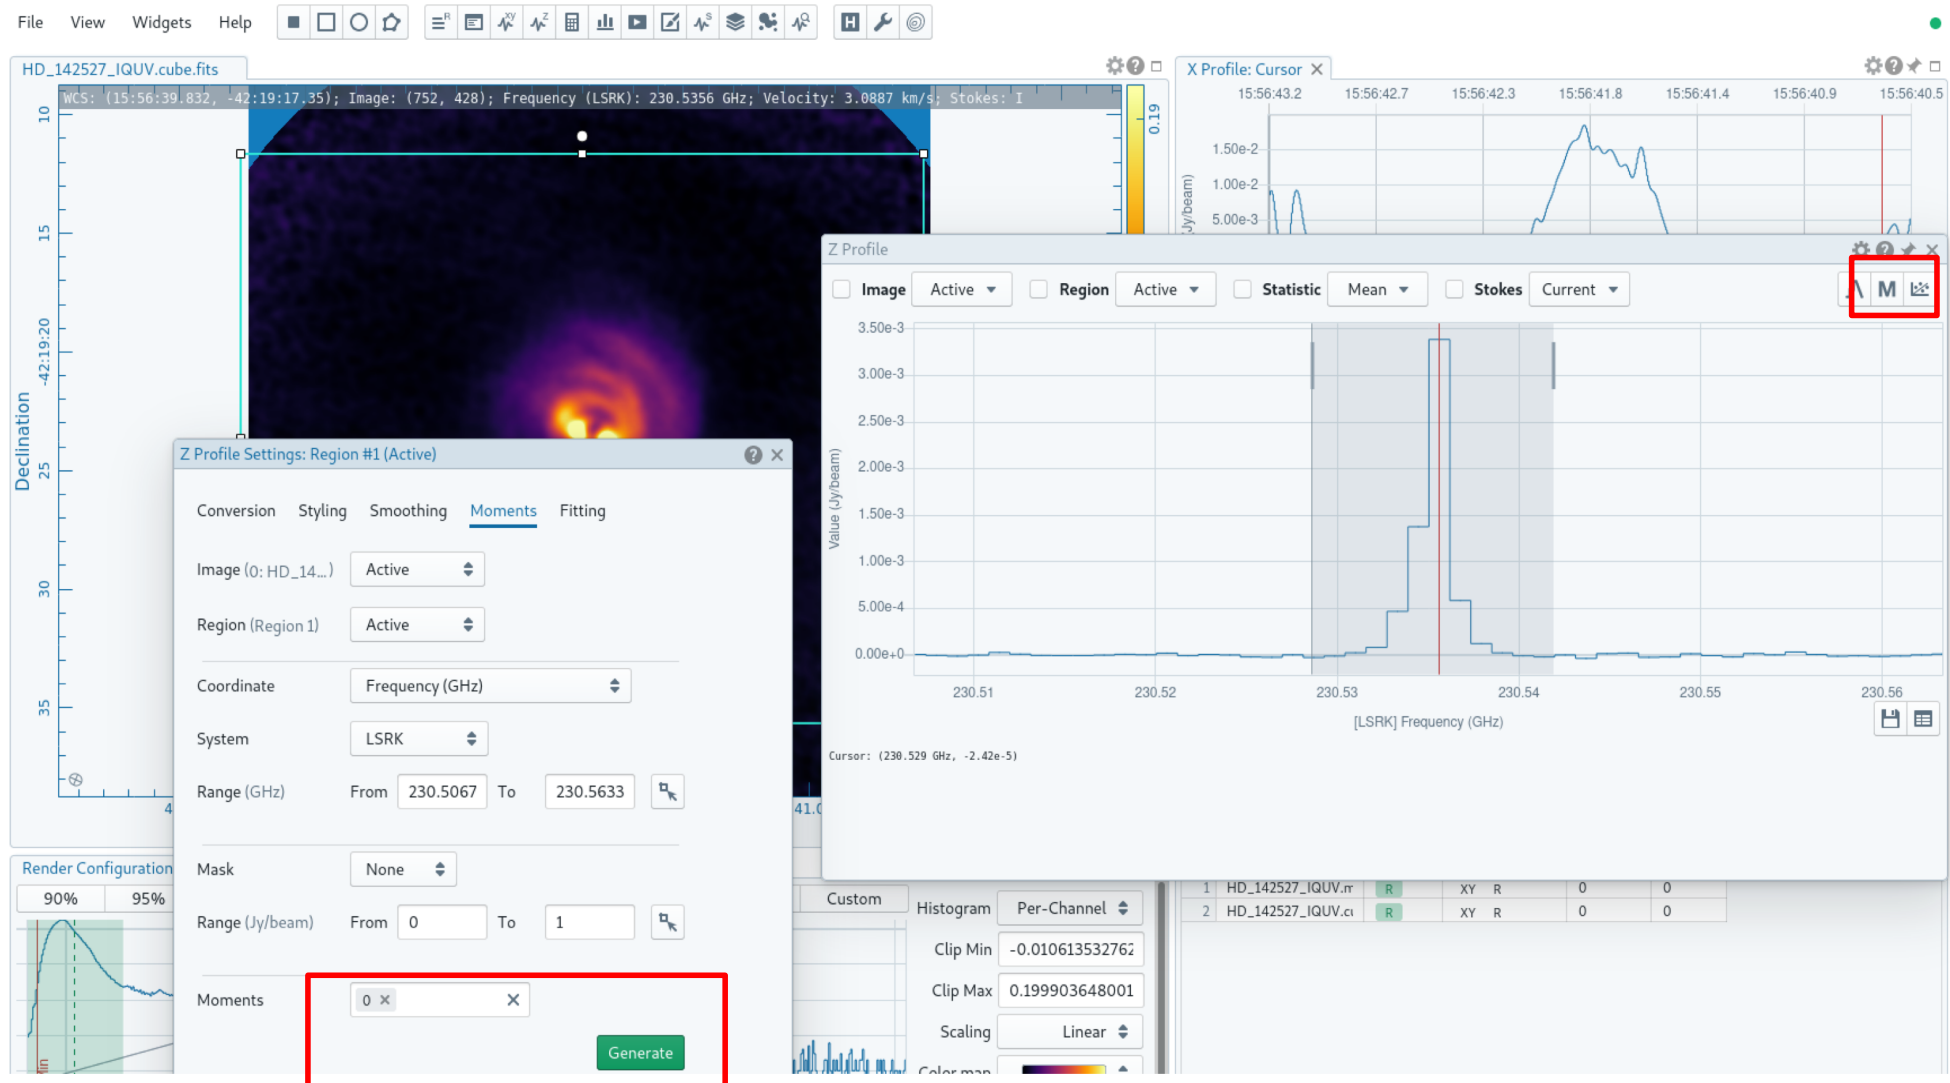 File View Widgets Help
HD_142527_IQUV.cube.fits
WCS: (15:56:39.832, -42:19:17.35); Image: (752, 428); Frequency (LSRK): 230.5356 GHz; Velocity: 3.0887 km/s; Stokes: I
10
15
-42:19:20
25
30
35
Declination
0.19
41.0
X Profile: Cursor
15:56:43.2 15:56:42.7 15:56:42.3 15:56:41.8 15:56:41.4 15:56:40.9 15:56:40.5
1.50e-2
1.00e-2
5.00e-3
(Jy/beam)
Z Profile
Image Active Region Active Statistic Mean Stokes Current M
3.50e-3
3.00e-3
2.50e-3
2.00e-3
1.50e-3
1.00e-3
5.00e-4
0.00e+0
Value (Jy/beam)
230.51 230.52 230.53 230.54 230.55 230.56
[LSRK] Frequency (GHz)
Cursor: (230.529 GHz, -2.42e-5)
Z Profile Settings: Region #1 (Active)
Conversion Styling Smoothing Moments Fitting
Image (0: HD_14...) Active
Region (Region 1) Active
Coordinate Frequency (GHz)
System LSRK
Range (GHz) From 230.5067 To 230.5633
Mask None
Range (Jy/beam) From 0 To 1
Moments 0
Generate
Render Configuration
90% 95%
Custom
Histogram Per-Channel
Clip Min -0.010613532762
Clip Max 0.199903648001
Scaling Linear
Color map
1 HD_142527_IQUV.m R XY R 0 0
2 HD_142527_IQUV.cu R XY R 0 0